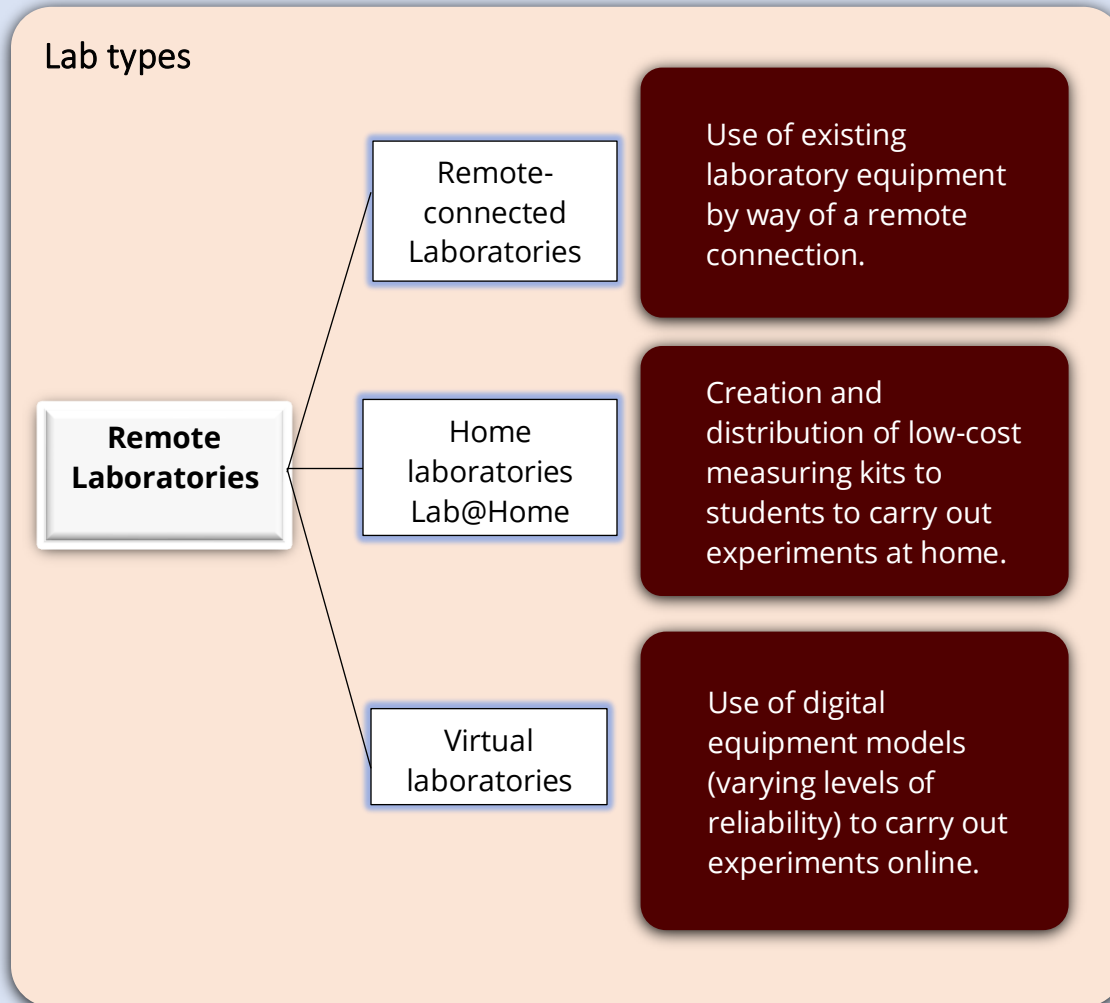 Lab types
Remote-
connected
Laboratories
Use of existing
laboratory equipment
by way of a remote
connection.
Remote
Laboratories
Home
laboratories
Lab@Home
Creation and
distribution of low-cost
measuring kits to
students to carry out
experiments at home.
Virtual
laboratories
Use of digital
equipment models
(varying levels of
reliability) to carry out
experiments online.